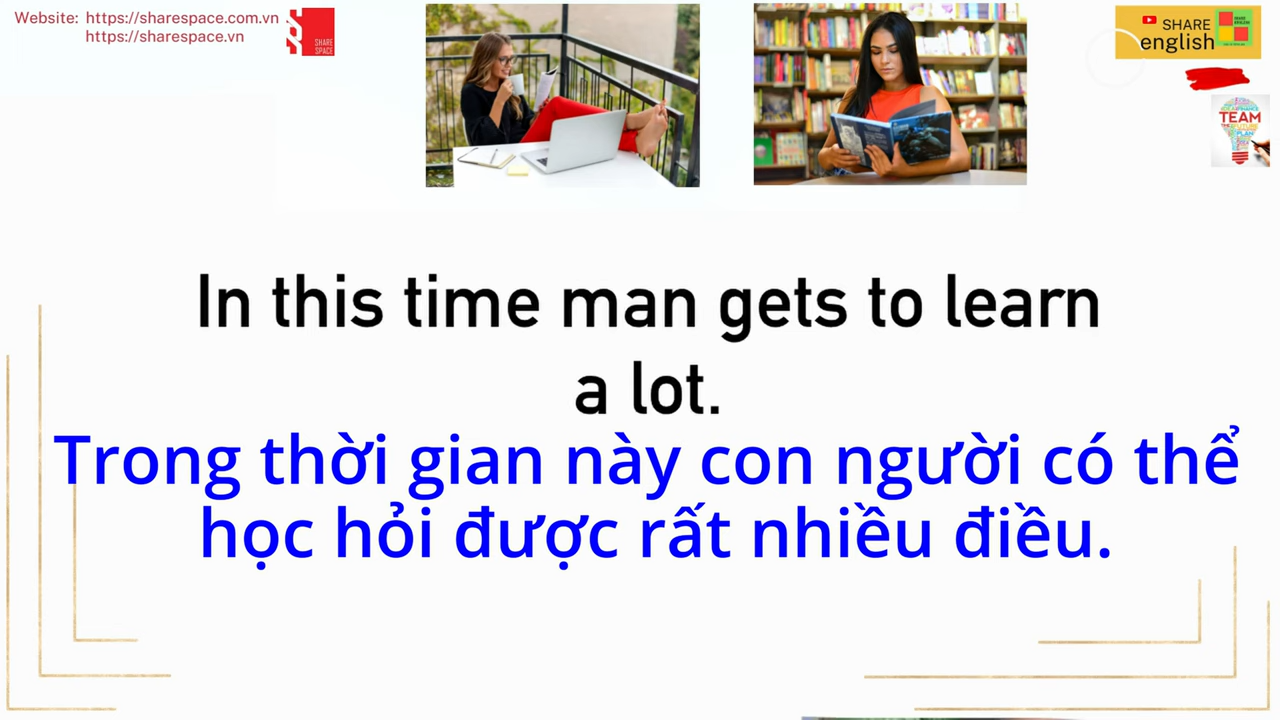 Website: https://sharespace.com.vn
https://sharespace.vn
SHARE
SPACE
SHARE
english
TEAM
PLAN
In this time man gets to learn
a lot.
Trong thời gian này con người có thể
học hỏi được rất nhiều điều.